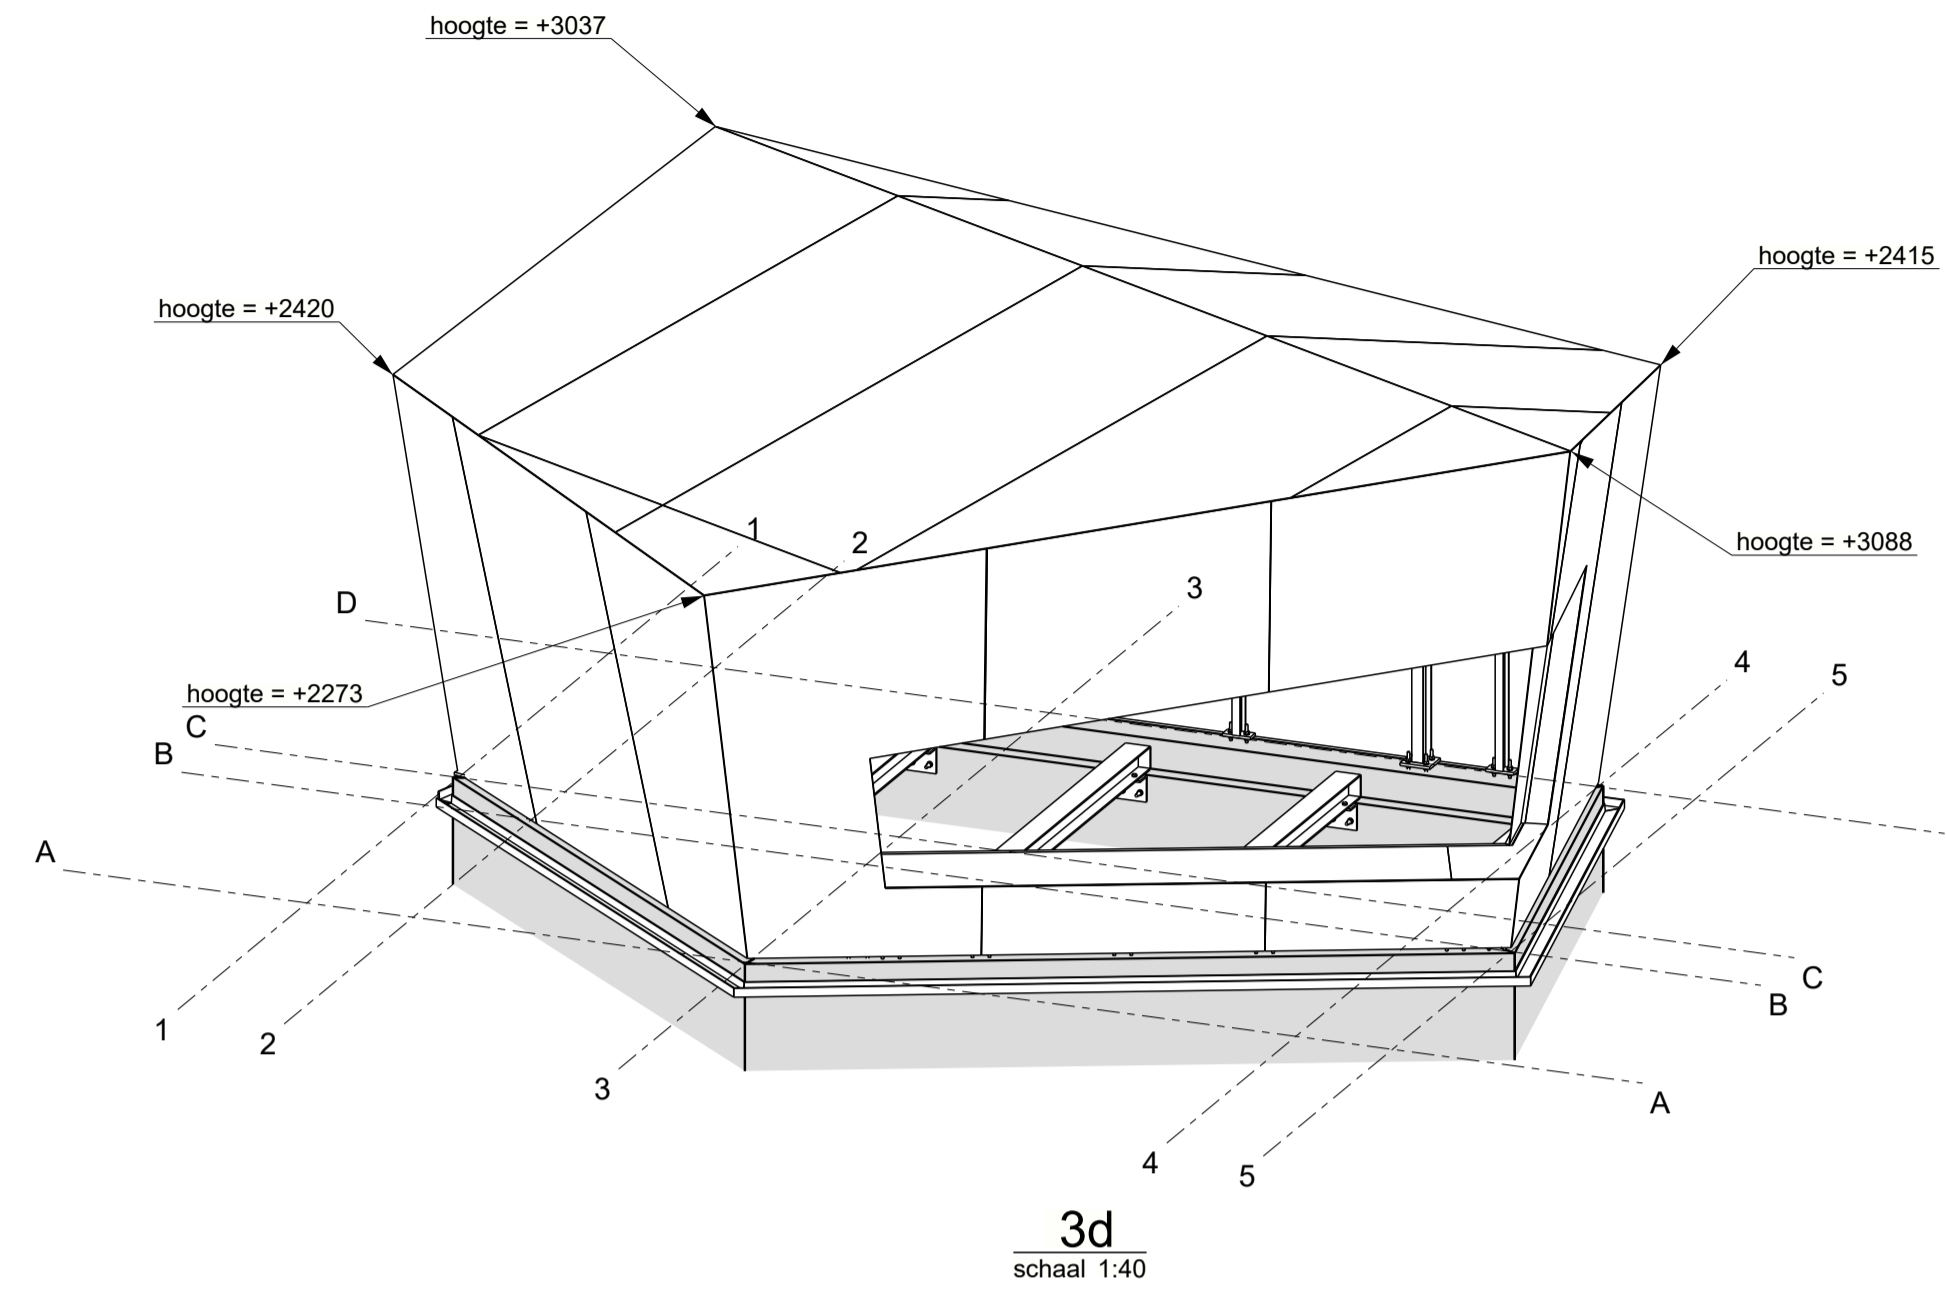 hoogte = +3037
hoogte = +2415
hoogte = +2420
1
2
hoogte = +3088
3
D
4
5
hoogte = +2273
C
B
A
C
B
1
2
3
A
4
5
3d
schaal 1:40